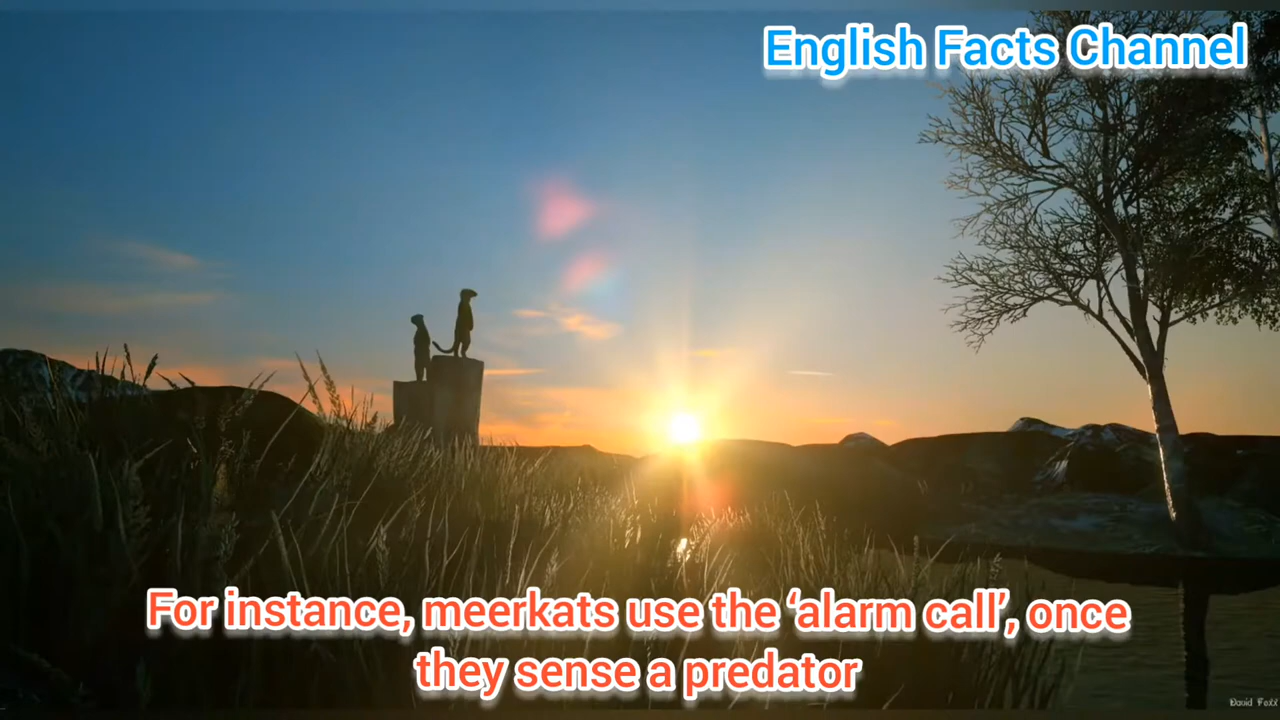 English Facts Channel
For instance, meerkats use the ‘alarm call’, once
they sense a predator